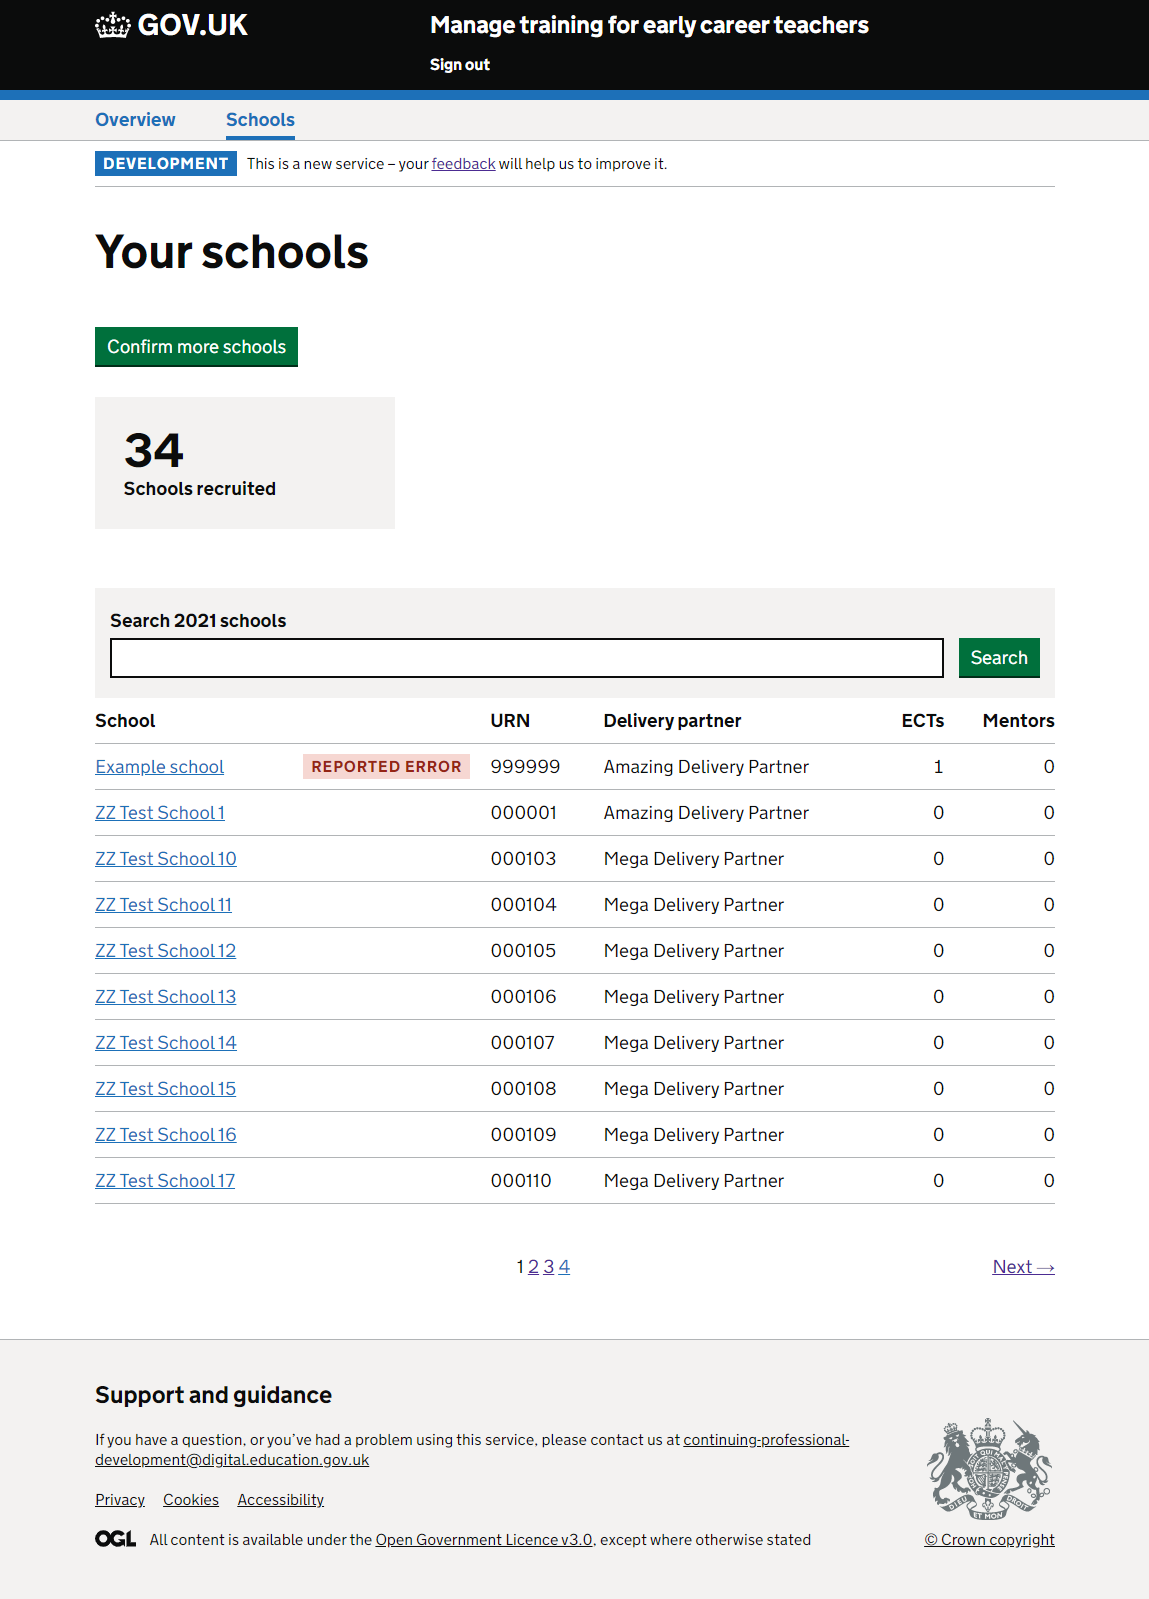 GOV.UK
Manage training for early career teachers
Sign out
Overview Schools
DEVELOPMENT This is a new service – your feedback will help us to improve it.
Your schools
Confirm more schools
34
Schools recruited
Search 2021 schools
Search
School URN Delivery partner ECTs Mentors
Example school REPORTED ERROR 999999 Amazing Delivery Partner 1 0
ZZ Test School 1 000001 Amazing Delivery Partner 0 0
ZZ Test School 10 000103 Mega Delivery Partner 0 0
ZZ Test School 11 000104 Mega Delivery Partner 0 0
ZZ Test School 12 000105 Mega Delivery Partner 0 0
ZZ Test School 13 000106 Mega Delivery Partner 0 0
ZZ Test School 14 000107 Mega Delivery Partner 0 0
ZZ Test School 15 000108 Mega Delivery Partner 0 0
ZZ Test School 16 000109 Mega Delivery Partner 0 0
ZZ Test School 17 000110 Mega Delivery Partner 0 0
1 2 3 4 Next →
Support and guidance
If you have a question, or you've had a problem using this service, please contact us at continuing-professional-
development@digital.education.gov.uk
Privacy Cookies Accessibility
OGL All content is available under the Open Government Licence v3.0, except where otherwise stated
DIEU ET MON DROIT
© Crown copyright